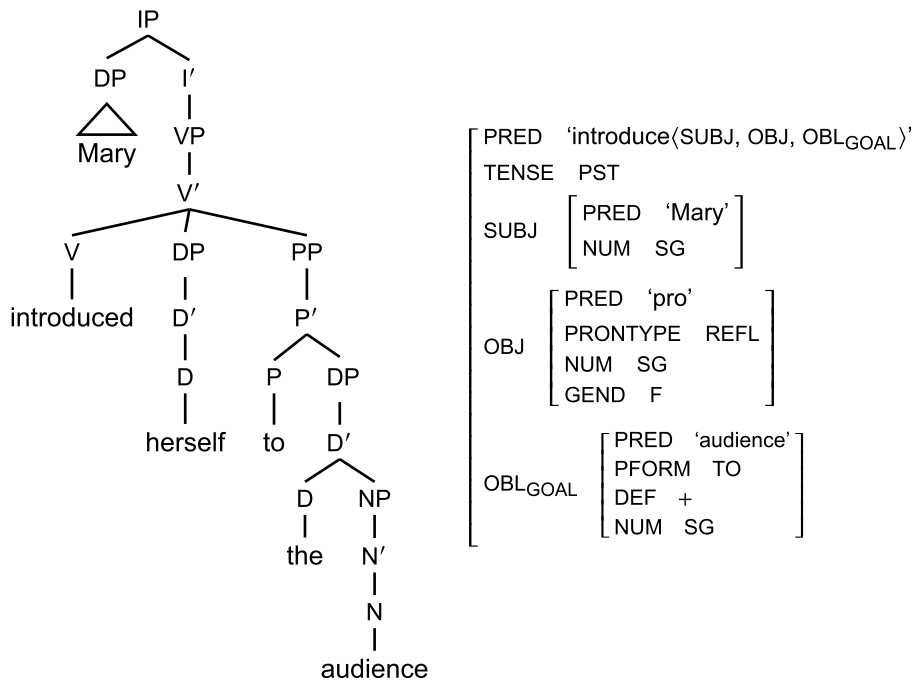 IP
DP I′
Mary
VP
V′
V DP PP
introduced
D′ P′
D P DP
herself to D′
D NP
the N′
N
audience
PRED ‘introduce⟨SUBJ, OBJ, OBL_GOAL⟩’
TENSE PST
SUBJ
PRED ‘Mary’
NUM SG
OBJ
PRED ‘pro’
PRONTYPE REFL
NUM SG
GEND F
OBL_GOAL
PRED ‘audience’
PFORM TO
DEF +
NUM SG